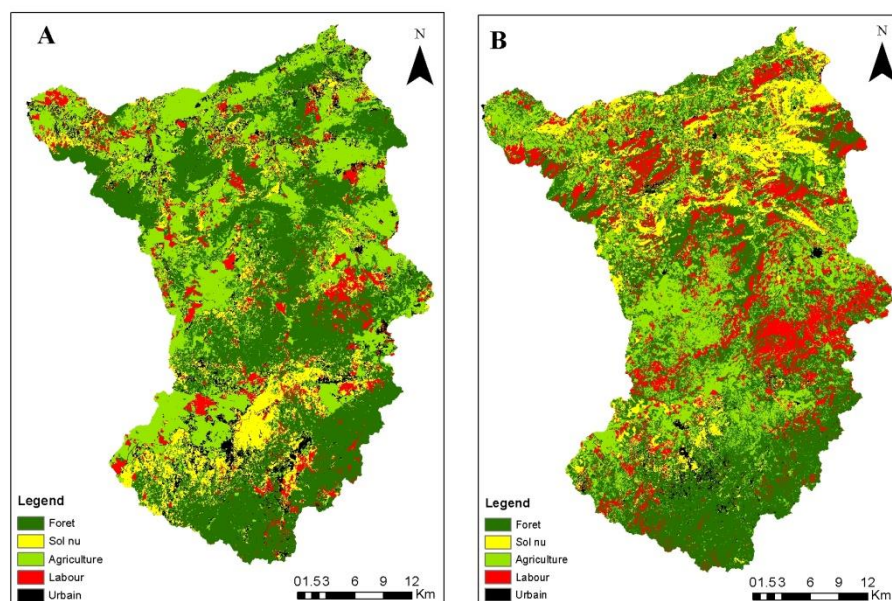 A
N
Legend
Foret
Sol nu
Agriculture
Labour
Urbain
01.53 6 9 12
Km
B
N
Legend
Foret
Sol nu
Agriculture
Labour
Urbain
01.53 6 9 12
Km